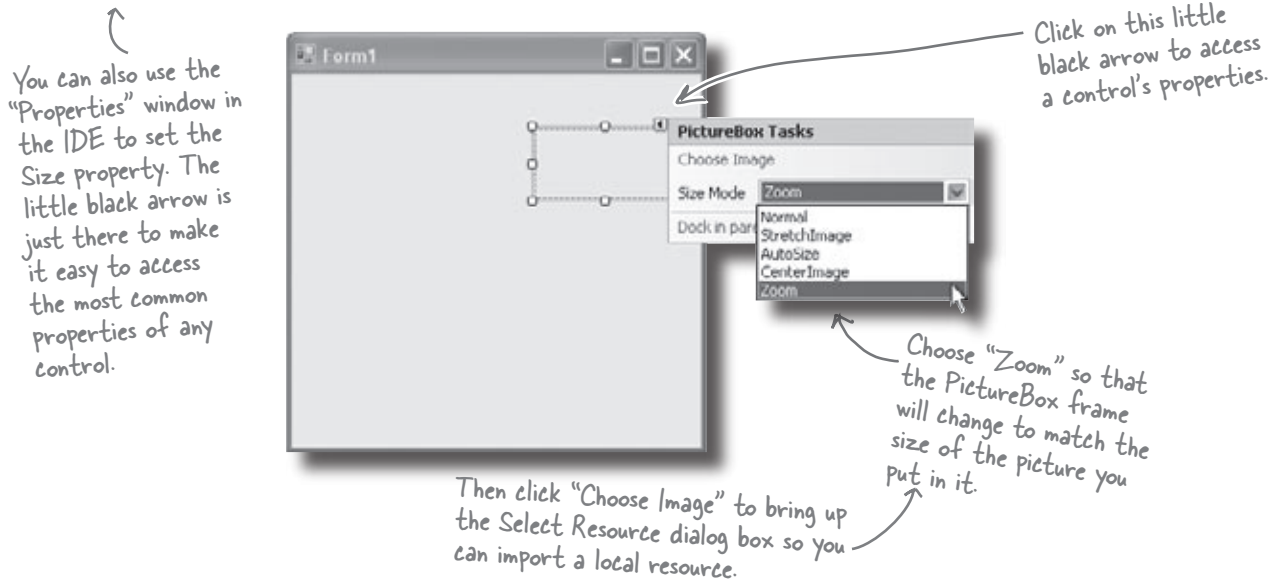 You can also use the
“Properties” window in
the IDE to set the
Size property. The
little black arrow is
just there to make
it easy to access
the most common
properties of any
control.
Form1
Click on this little
black arrow to access
a control's properties.
PictureBox Tasks
Choose Image
Size Mode Zoom
Normal
Dock in pare
StretchImage
AutoSize
CenterImage
Zoom
Choose “Zoom” so that
the PictureBox frame
will change to match the
size of the picture you
put in it.
Then click “Choose Image” to bring up
the Select Resource dialog box so you
can import a local resource.